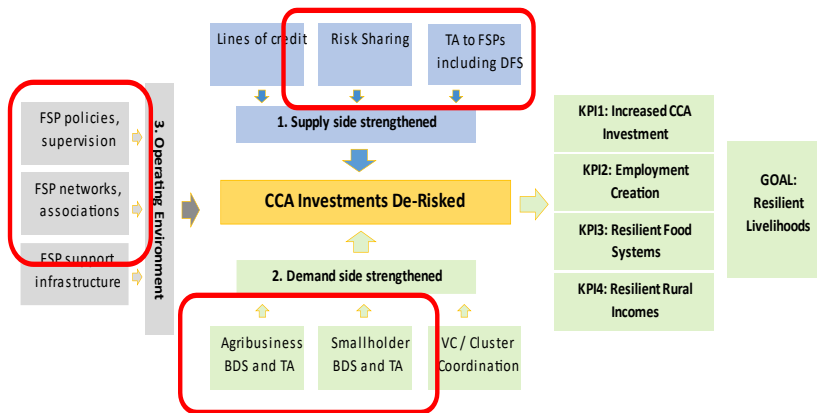 Lines of credit
Risk Sharing
TA to FSPs
including DFS
1. Supply side strengthened
FSP policies,
supervision
FSP networks,
associations
FSP support
infrastructure
3. Operating Environment
CCA Investments De-Risked
2. Demand side strengthened
Agribusiness
BDS and TA
Smallholder
BDS and TA
VC / Cluster
Coordination
KPI1: Increased CCA
Investment
KPI2: Employment
Creation
KPI3: Resilient Food
Systems
KPI4: Resilient Rural
Incomes
GOAL:
Resilient
Livelihoods